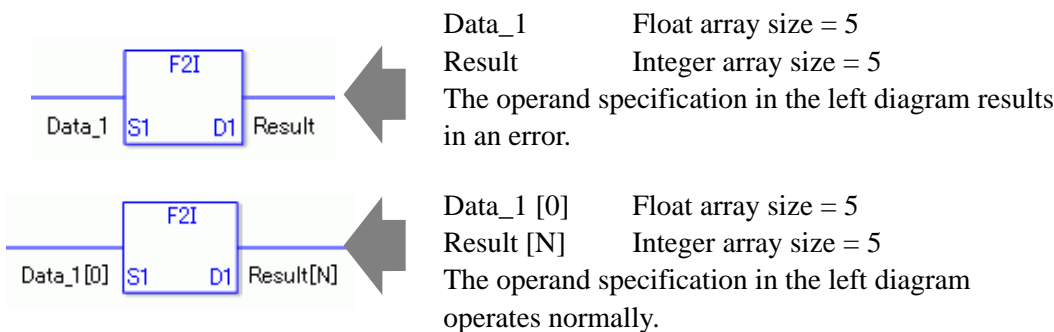 F2I
Data_1 S1 D1 Result
Data_1 Float array size = 5
Result Integer array size = 5
The operand specification in the left diagram results
in an error.
F2I
Data_1[0] S1 D1 Result[N]
Data_1 [0] Float array size = 5
Result [N] Integer array size = 5
The operand specification in the left diagram
operates normally.